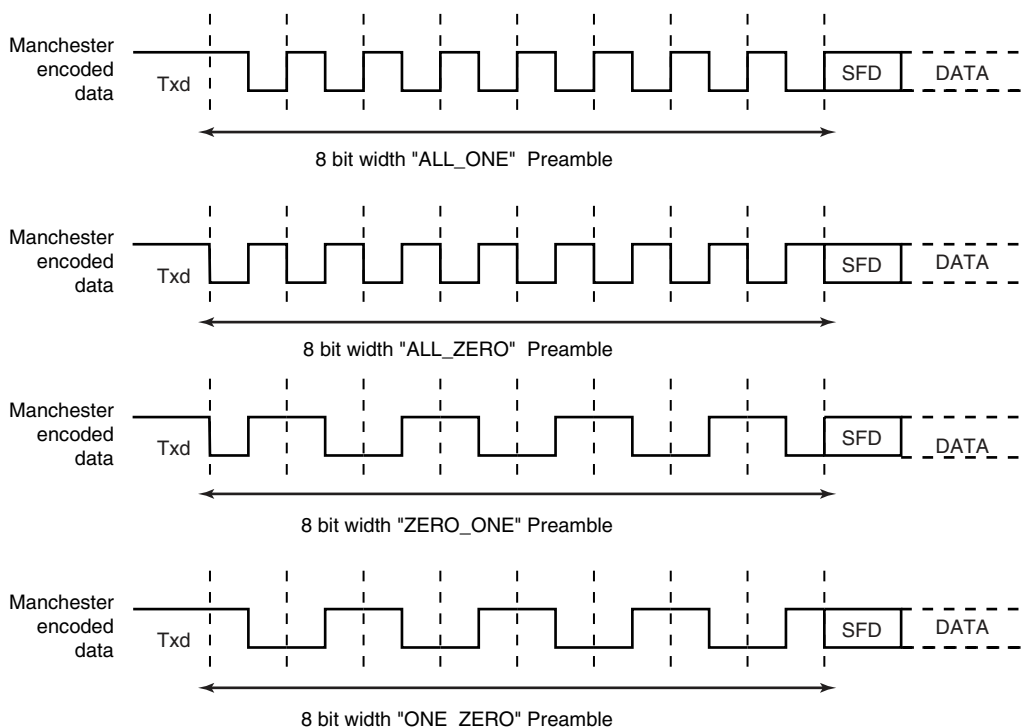 Manchester
encoded
data
Txd
SFD
DATA
8 bit width "ALL_ONE" Preamble
Manchester
encoded
data
Txd
SFD
DATA
8 bit width "ALL_ZERO" Preamble
Manchester
encoded
data
Txd
SFD
DATA
8 bit width "ZERO_ONE" Preamble
Manchester
encoded
data
Txd
SFD
DATA
8 bit width "ONE_ZERO" Preamble